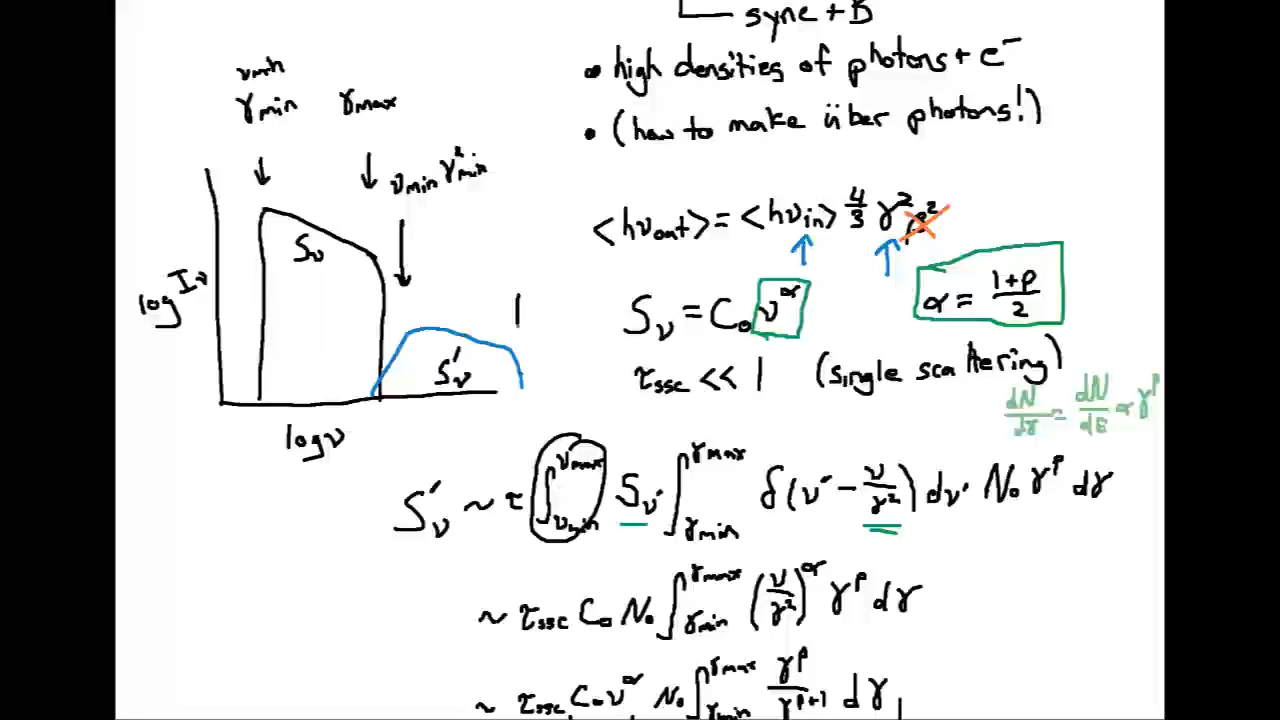 sync + B
• high densities of photons + e⁻
• (how to make über photons!)
νmin
γmin γmax
νmin γ²min
<hνout> = <hνin> 4/3 γ² β²
Sν
log Iν
S'ν
log ν
Sν = C₀ ν^α
α = (1+p)/2
τssc << 1 (single scattering)
dN/dγ = dN/dε ∝ γ^p
S'ν ~ τ ∫νmin^νmax Sν' ∫γmin^γmax δ(ν' − ν/γ²) dν' N₀ γ^p dγ
~ τssc C₀ N₀ ∫γmin^γmax (ν/γ²)^α γ^p dγ
~ τssc C₀ ν^α N₀ ∫γmin^γmax γ^p/γ^(p+1) dγ